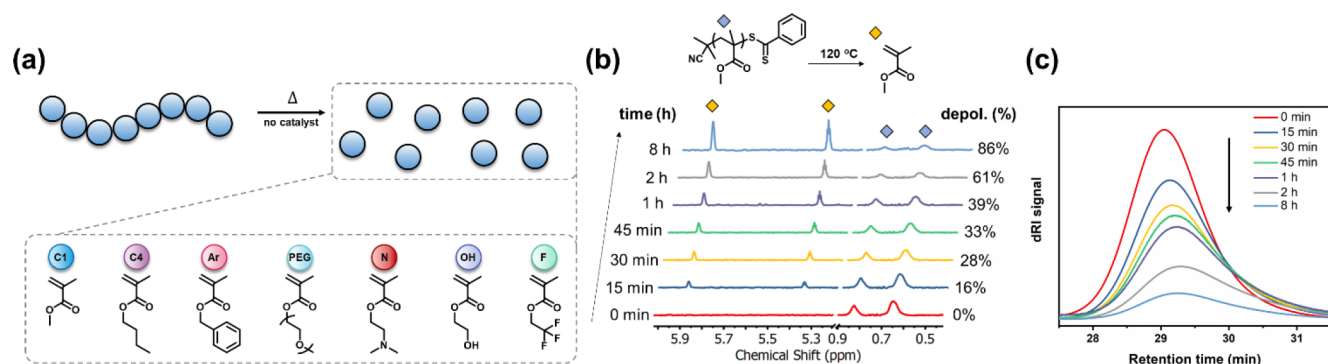 (a)
Δ
no catalyst
C1
C4
Ar
PEG
N
OH
F
O
O
O
O
O
O
O
O
O
N
O
O
OH
O
O
F
F
F
(b)
CN
O
O
S
S
120 °C
O
O
time (h)
depol. (%)
8 h
86%
2 h
61%
1 h
39%
45 min
33%
30 min
28%
15 min
16%
0 min
0%
5.9
5.7
5.5
5.3
0.9
0.7
0.5
Chemical Shift (ppm)
(c)
0 min
15 min
30 min
45 min
1 h
2 h
8 h
dRI signal
28
29
30
31
Retention time (min)